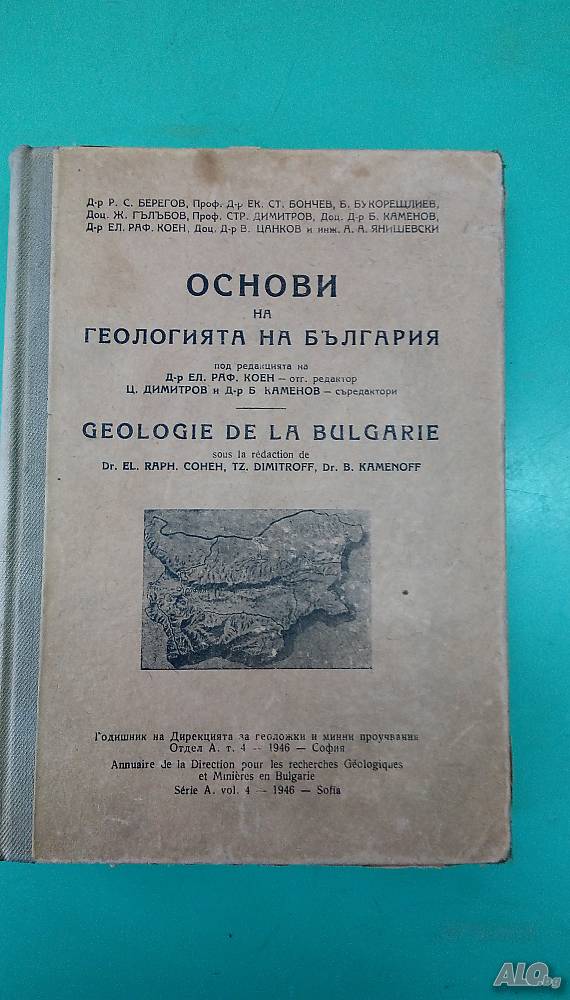 Д-р Р. С. БЕРЕГОВ, Проф. Д-р ЕК. СТ. БОНЧЕВ, Б. БУКОРЕЩЛИЕВ,
Доц. Ж. ГЪЛЪБОВ, Проф. СТР. ДИМИТРОВ, Доц. Д-р Б. КАМЕНОВ,
Д-р ЕЛ. РАФ. КОЕН, Доц. Д-р В. ЦАНКОВ и инж. А. А. ЯНИШЕВСКИ
ОСНОВИ
НА
ГЕОЛОГИЯТА НА БЪЛГАРИЯ
под редакцията на
Д-р ЕЛ. РАФ. КОЕН — отг. редактор
Ц. ДИМИТРОВ и Д-р Б КАМЕНОВ — съредактори
GEOLOGIE DE LA BULGARIE
sous la rédaction de
Dr. EL. RAPH. COHEH, TZ. DIMITROFF, Dr. B. KAMENOFF
Годишник на Дирекцията за геоложки и минни проучвания
Отдел А. т. 4 — 1946 — София
Annuaire de la Direction pour les recherches Géologiques
et Minières en Bulgarie
Série A. vol. 4 — 1946 — Sofia
ALO.bg